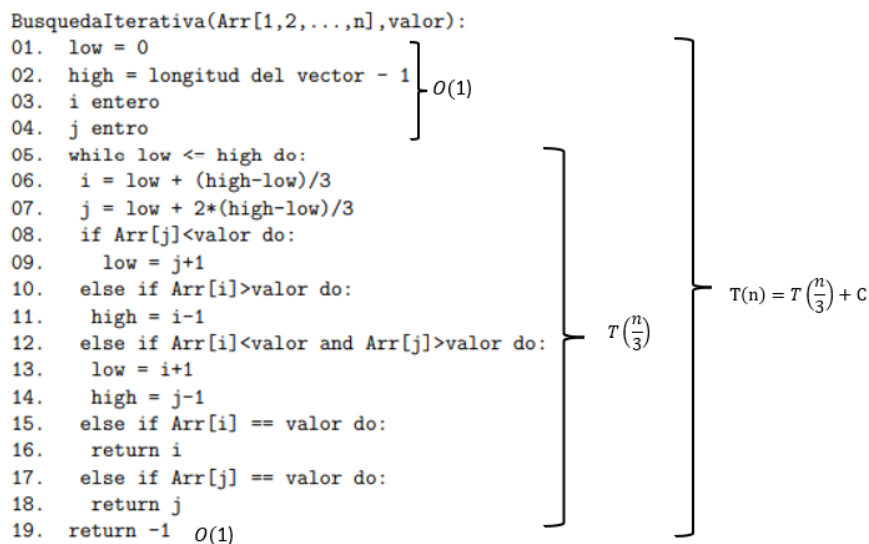 BusquedaIterativa(Arr[1,2,...,n],valor):
01. low = 0
02. high = longitud del vector - 1
03. i entero
04. j entro
O(1)
05. while low <= high do:
06. i = low + (high-low)/3
07. j = low + 2*(high-low)/3
08. if Arr[j]<valor do:
09. low = j+1
10. else if Arr[i]>valor do:
11. high = i-1
12. else if Arr[i]<valor and Arr[j]>valor do:
13. low = i+1
14. high = j-1
15. else if Arr[i] == valor do:
16. return i
17. else if Arr[j] == valor do:
18. return j
19. return -1 O(1)
T(n/3)
T(n) = T(n/3) + C